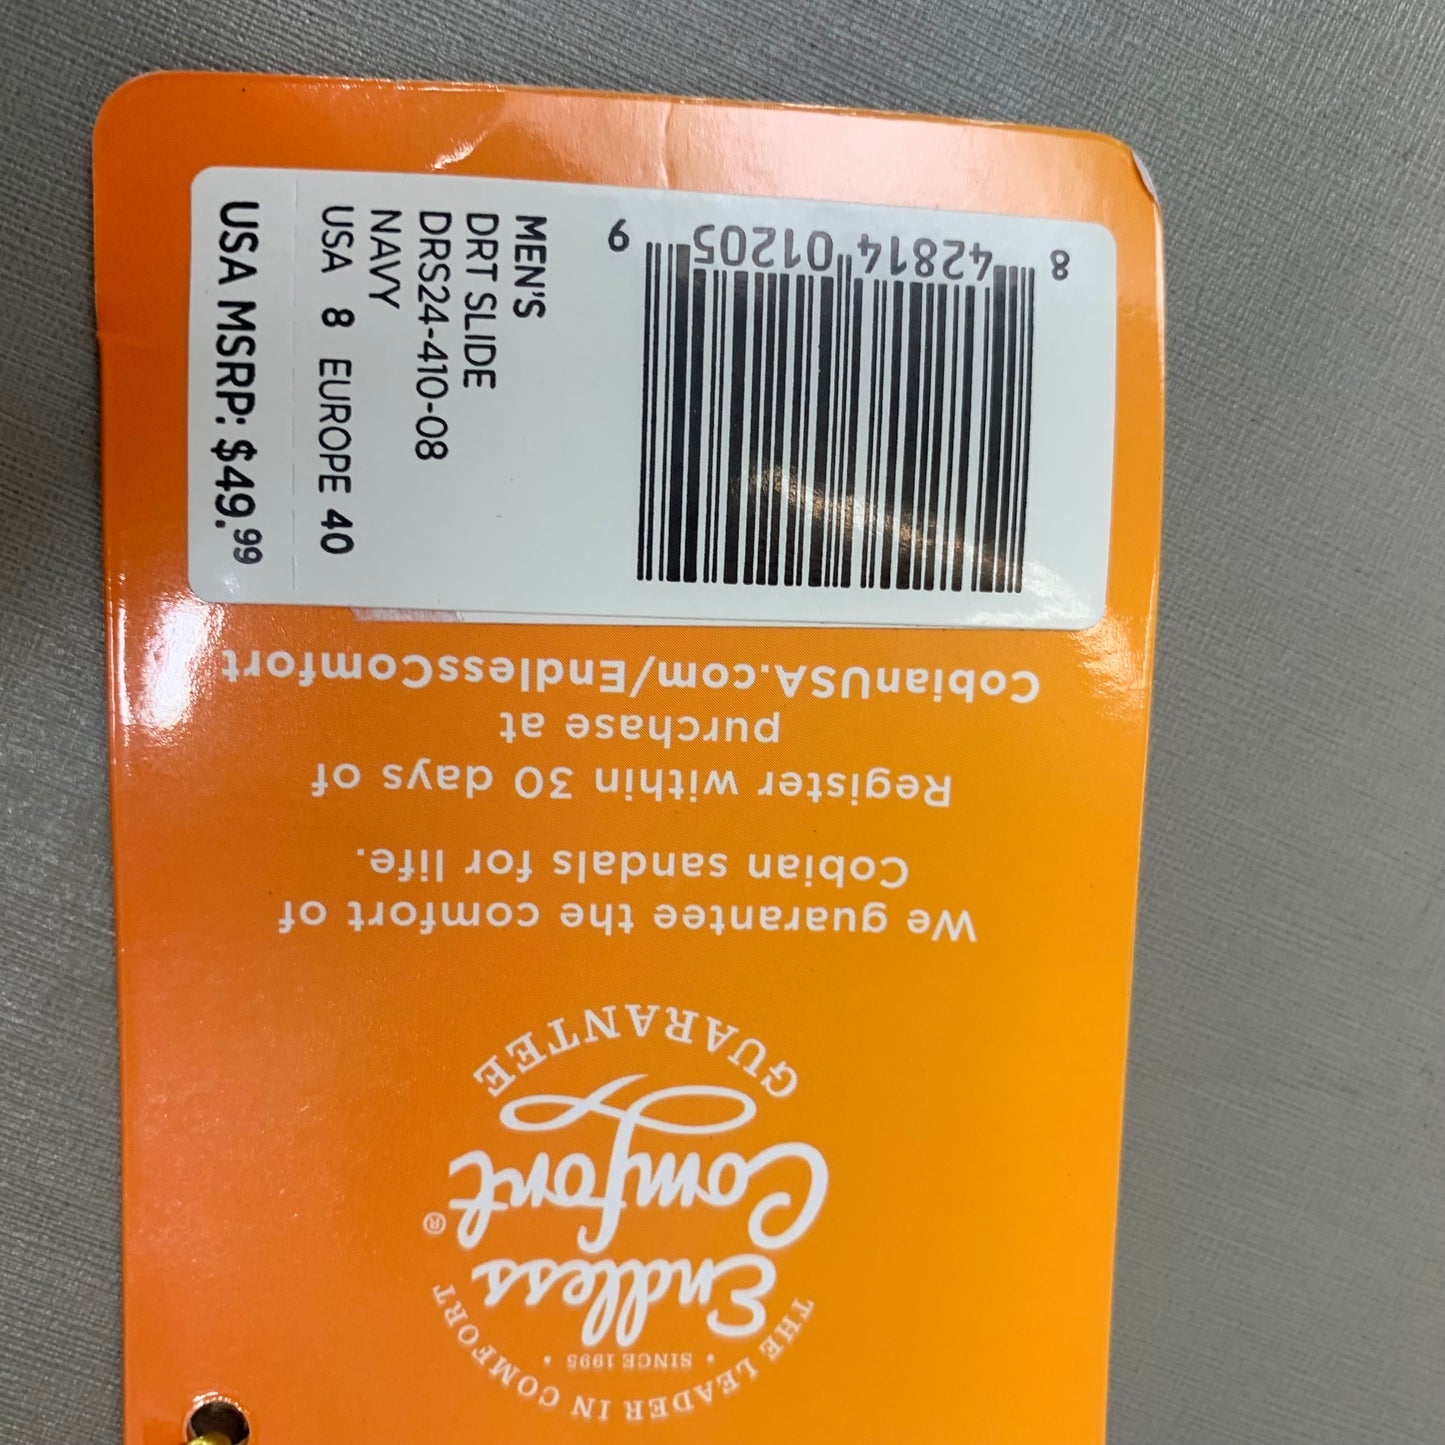 THE LEADER IN COMFORT
• SINCE 1995 •
Endless
Comfort®
GUARANTEE
We guarantee the comfort of
Cobian sandals for life.
Register within 30 days of
purchase at
CobianUSA.com/EndlessComfort
8 42814 01205 9
MEN'S
DRT SLIDE
DRS24-410-08
NAVY
USA 8 EUROPE 40
USA MSRP: $49.99